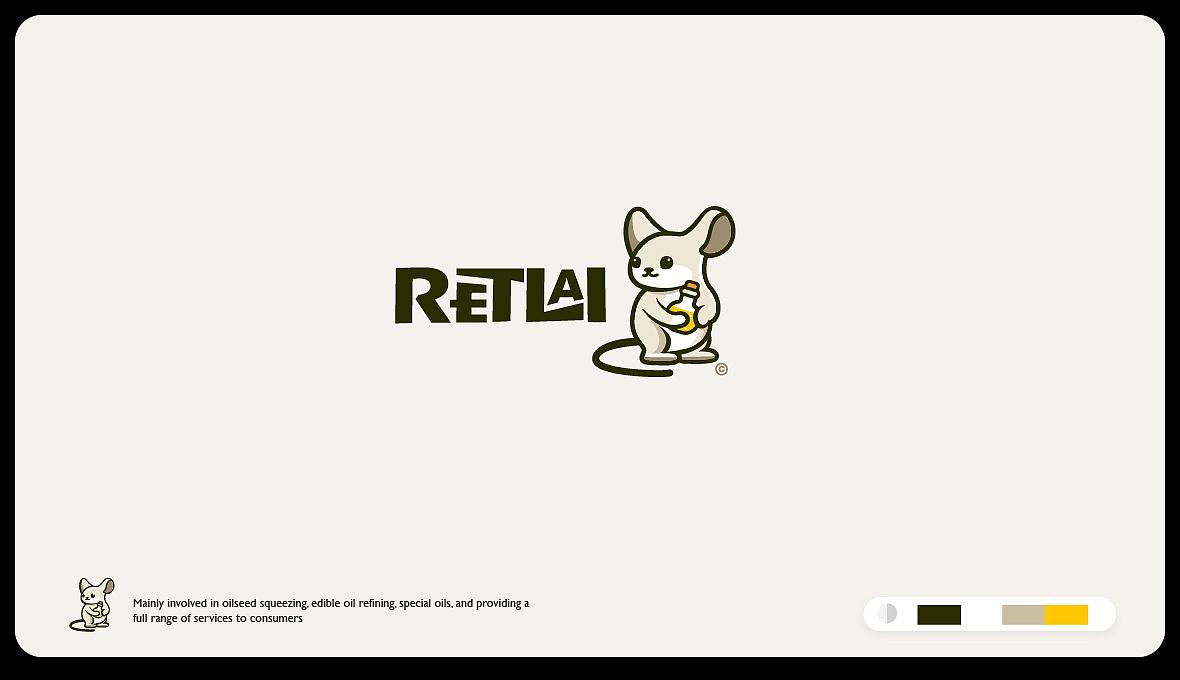 RETLAI
©
Mainly involved in oilseed squeezing, edible oil refining, special oils, and providing a
full range of services to consumers